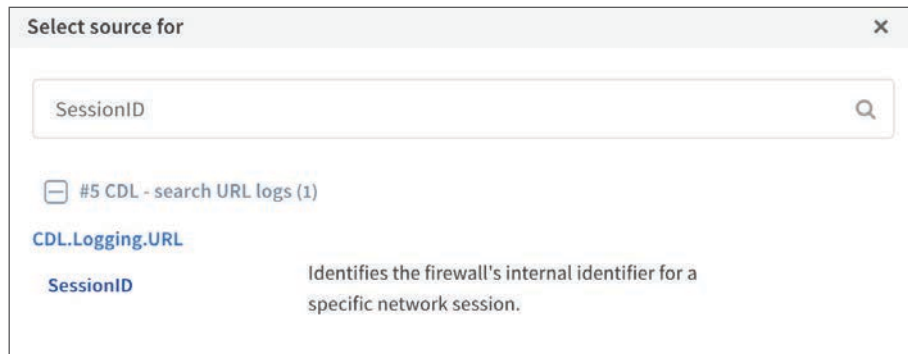 Select source for
SessionID
#5 CDL - search URL logs (1)
CDL.Logging.URL
SessionID
Identifies the firewall's internal identifier for a
specific network session.